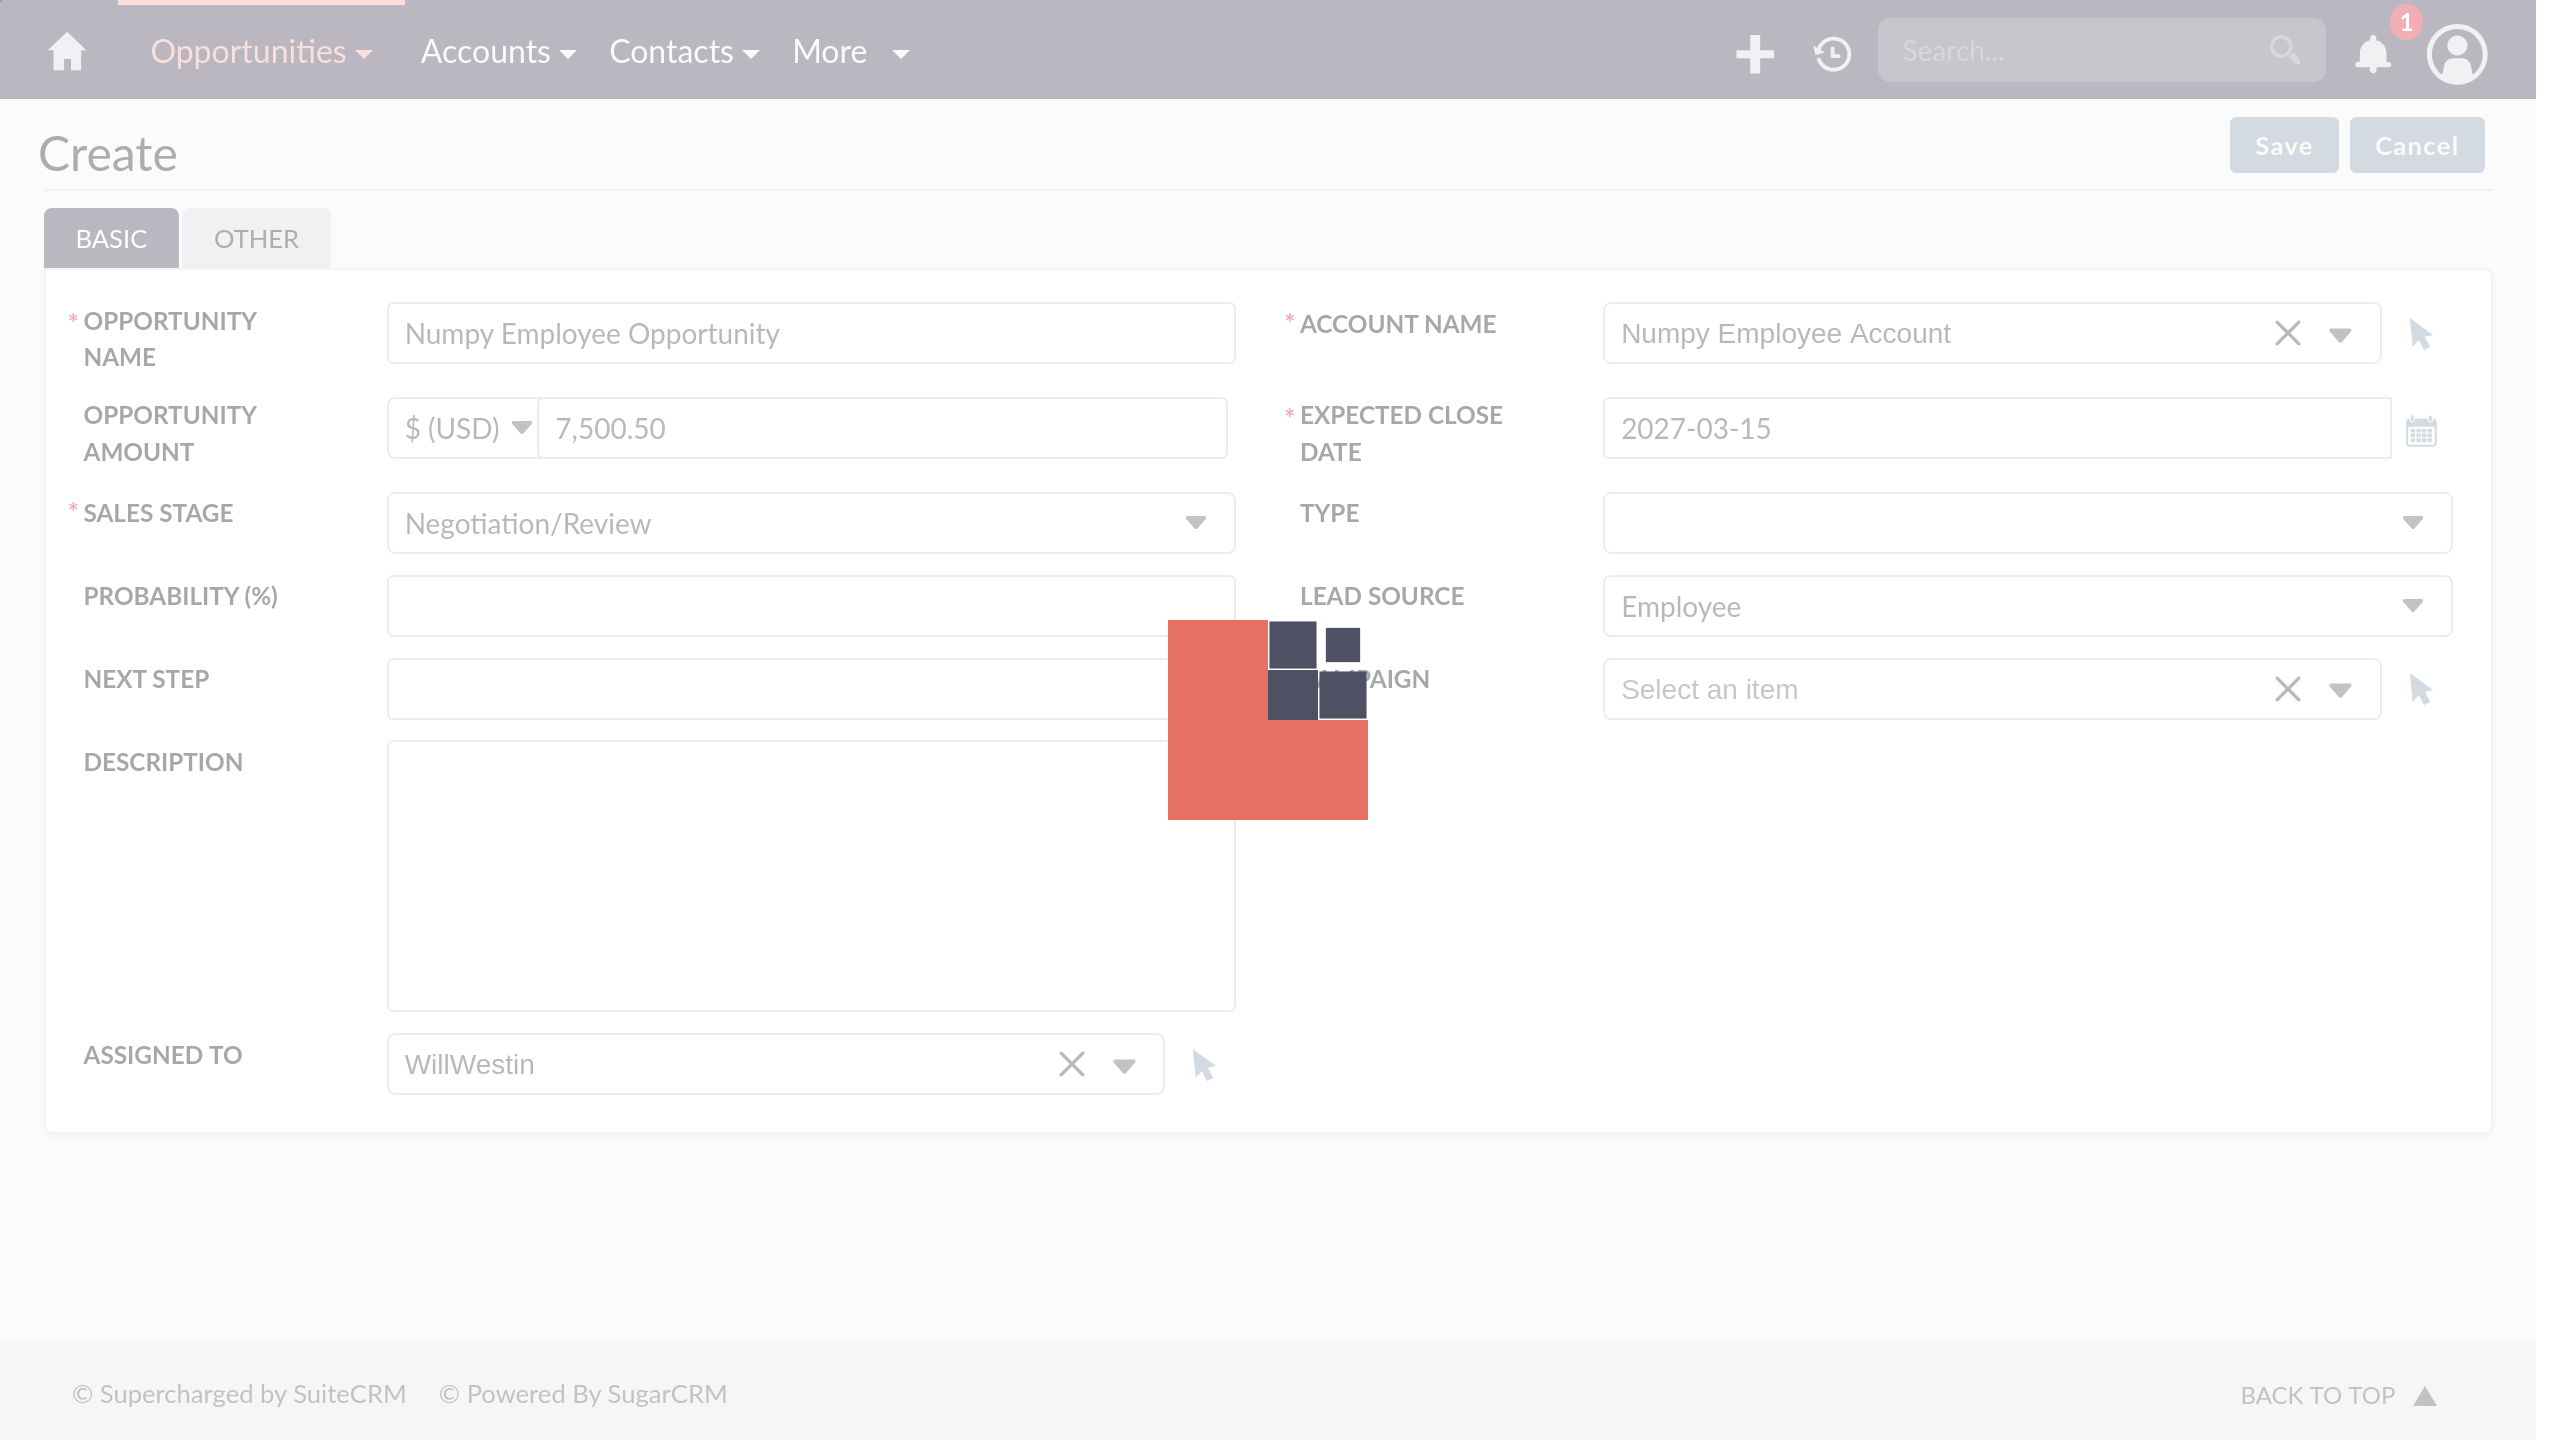 Opportunities Accounts Contacts More Search... 1
Create Save Cancel
BASIC OTHER
* OPPORTUNITY NAME Numpy Employee Opportunity * ACCOUNT NAME Numpy Employee Account
OPPORTUNITY AMOUNT $ (USD) 7,500.50 * EXPECTED CLOSE DATE 2027-03-15
* SALES STAGE Negotiation/Review TYPE
PROBABILITY (%) LEAD SOURCE Employee
NEXT STEP Select an item
DESCRIPTION
ASSIGNED TO WillWestin
© Supercharged by SuiteCRM © Powered By SugarCRM BACK TO TOP